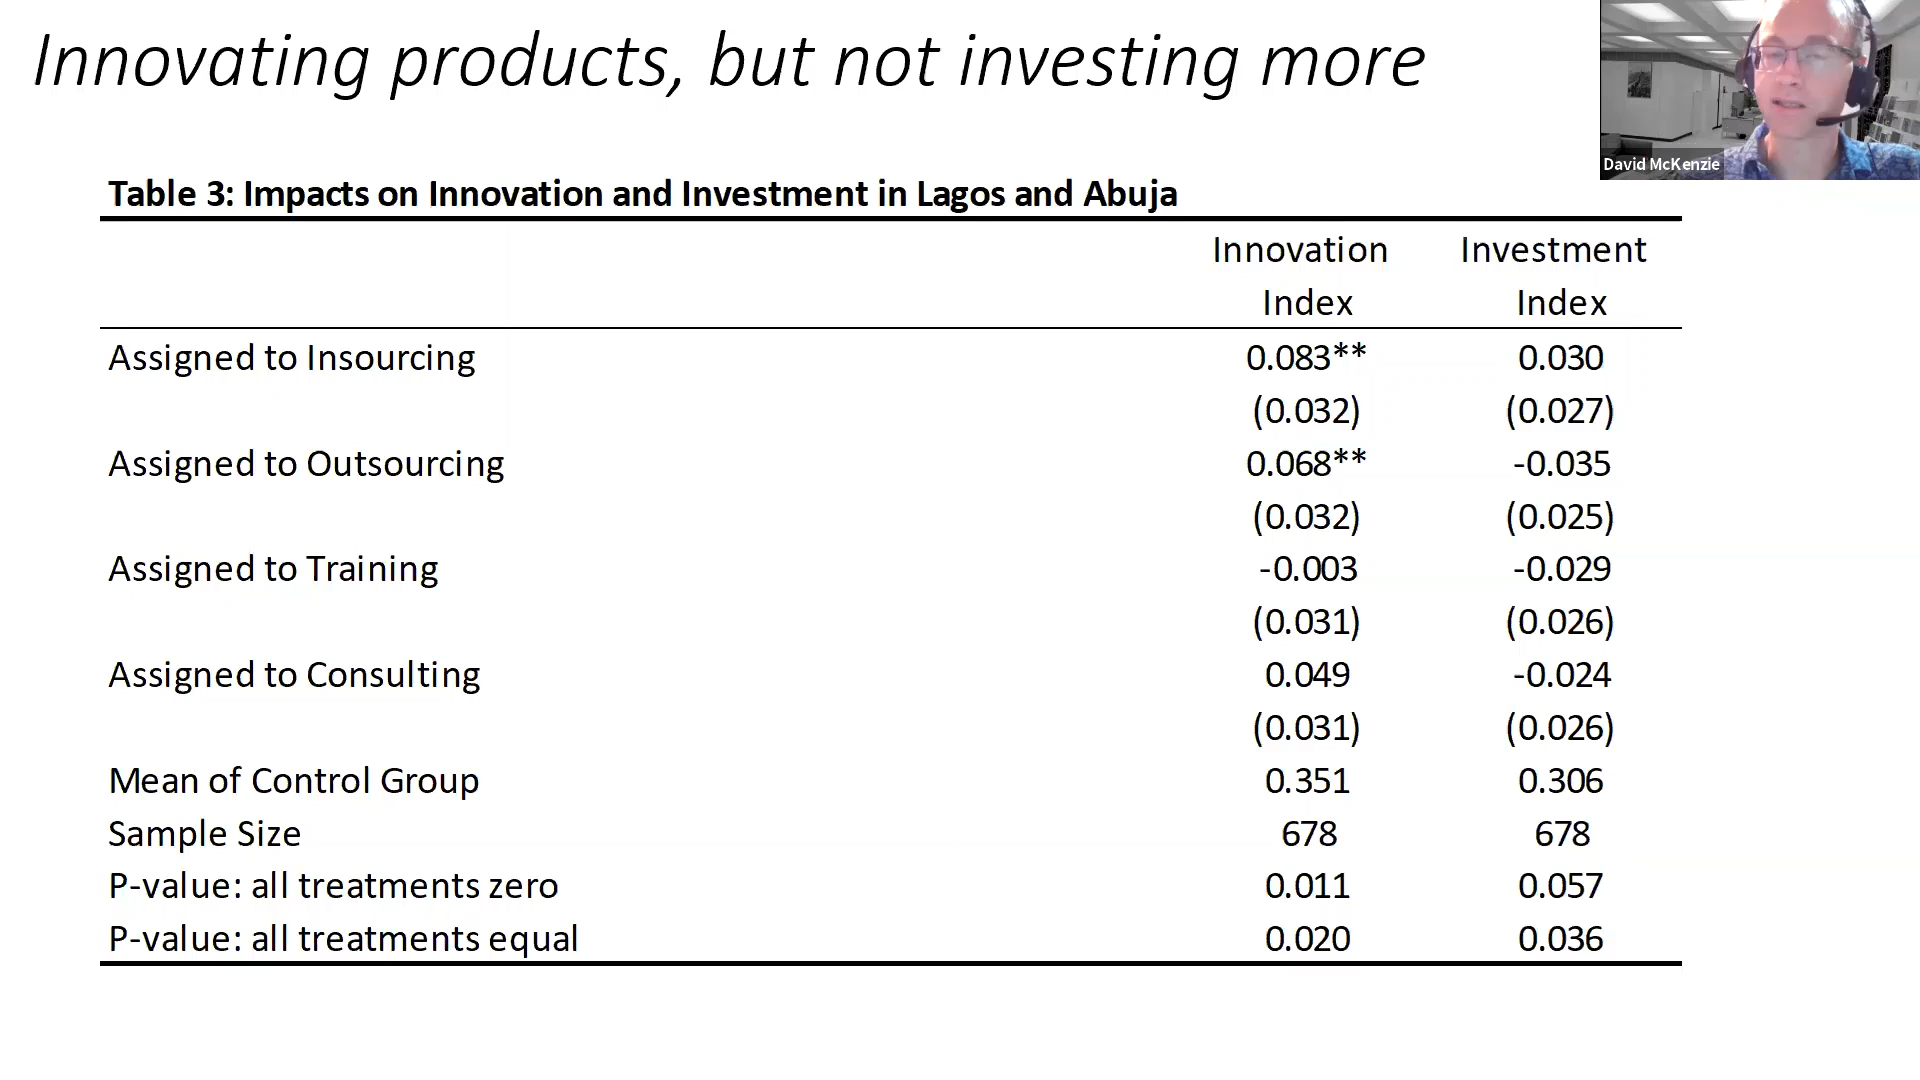 Innovating products, but not investing more
David McKenzie
Table 3: Impacts on Innovation and Investment in Lagos and Abuja
Innovation Investment
Index Index
Assigned to Insourcing 0.083** 0.030
(0.032) (0.027)
Assigned to Outsourcing 0.068** -0.035
(0.032) (0.025)
Assigned to Training -0.003 -0.029
(0.031) (0.026)
Assigned to Consulting 0.049 -0.024
(0.031) (0.026)
Mean of Control Group 0.351 0.306
Sample Size 678 678
P-value: all treatments zero 0.011 0.057
P-value: all treatments equal 0.020 0.036